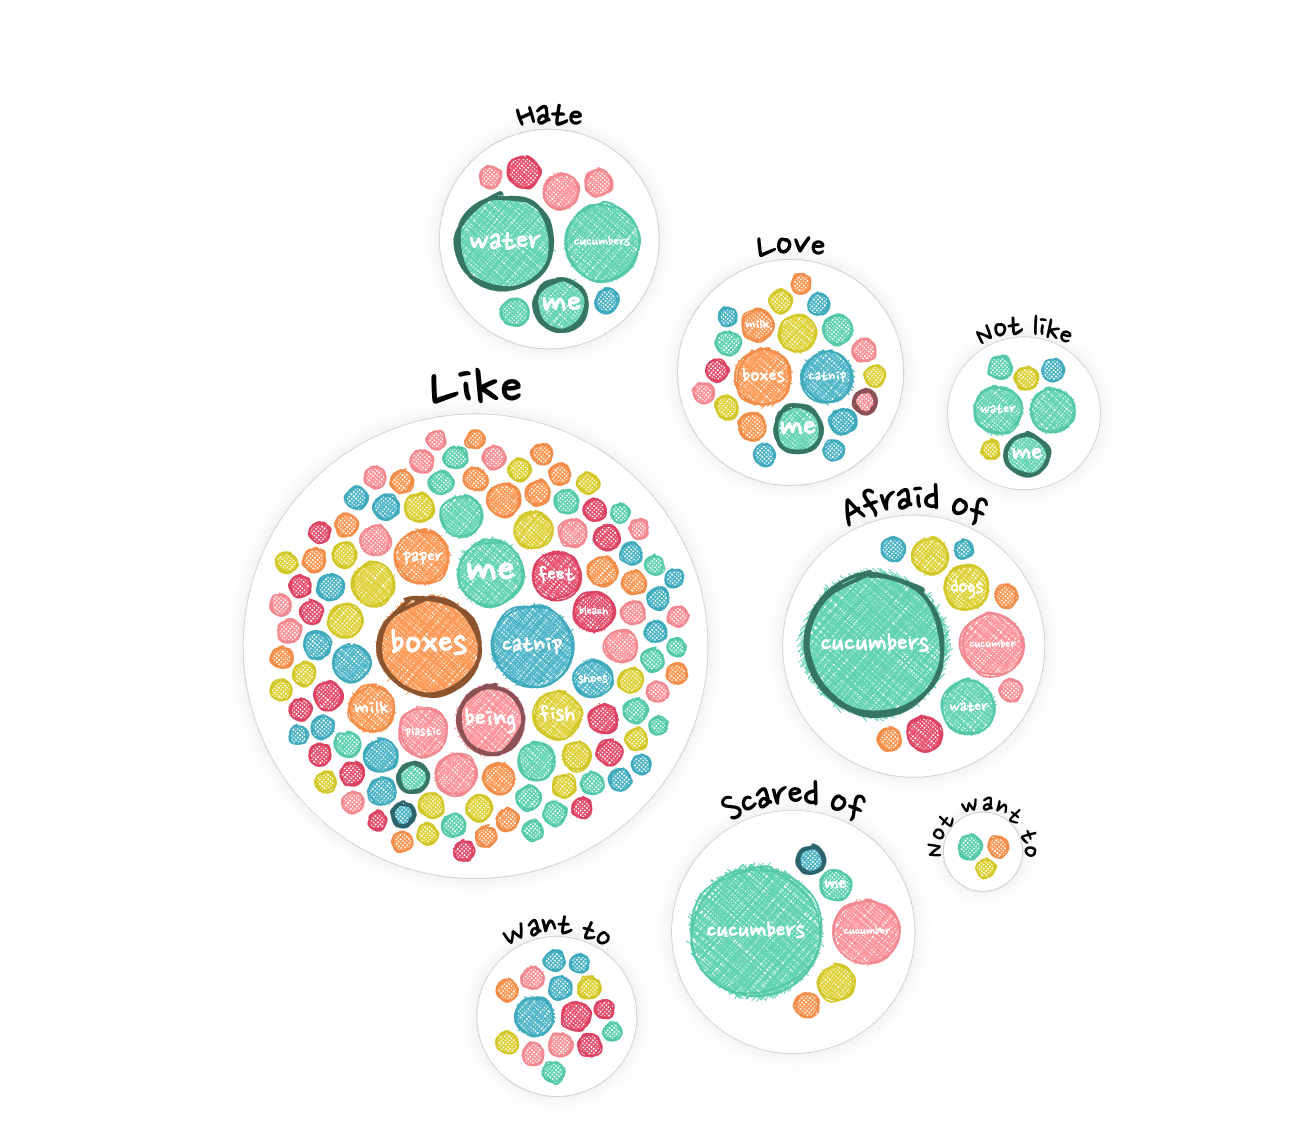 Hate
water
cucumbers
me
Love
milk
boxes
catnip
me
Not like
water
me
Like
paper
me
feet
bleach
boxes
catnip
shoes
milk
plastic
being
fish
Afraid of
dogs
cucumbers
cucumber
water
Scared of
me
cucumbers
cucumber
Not want to
want to